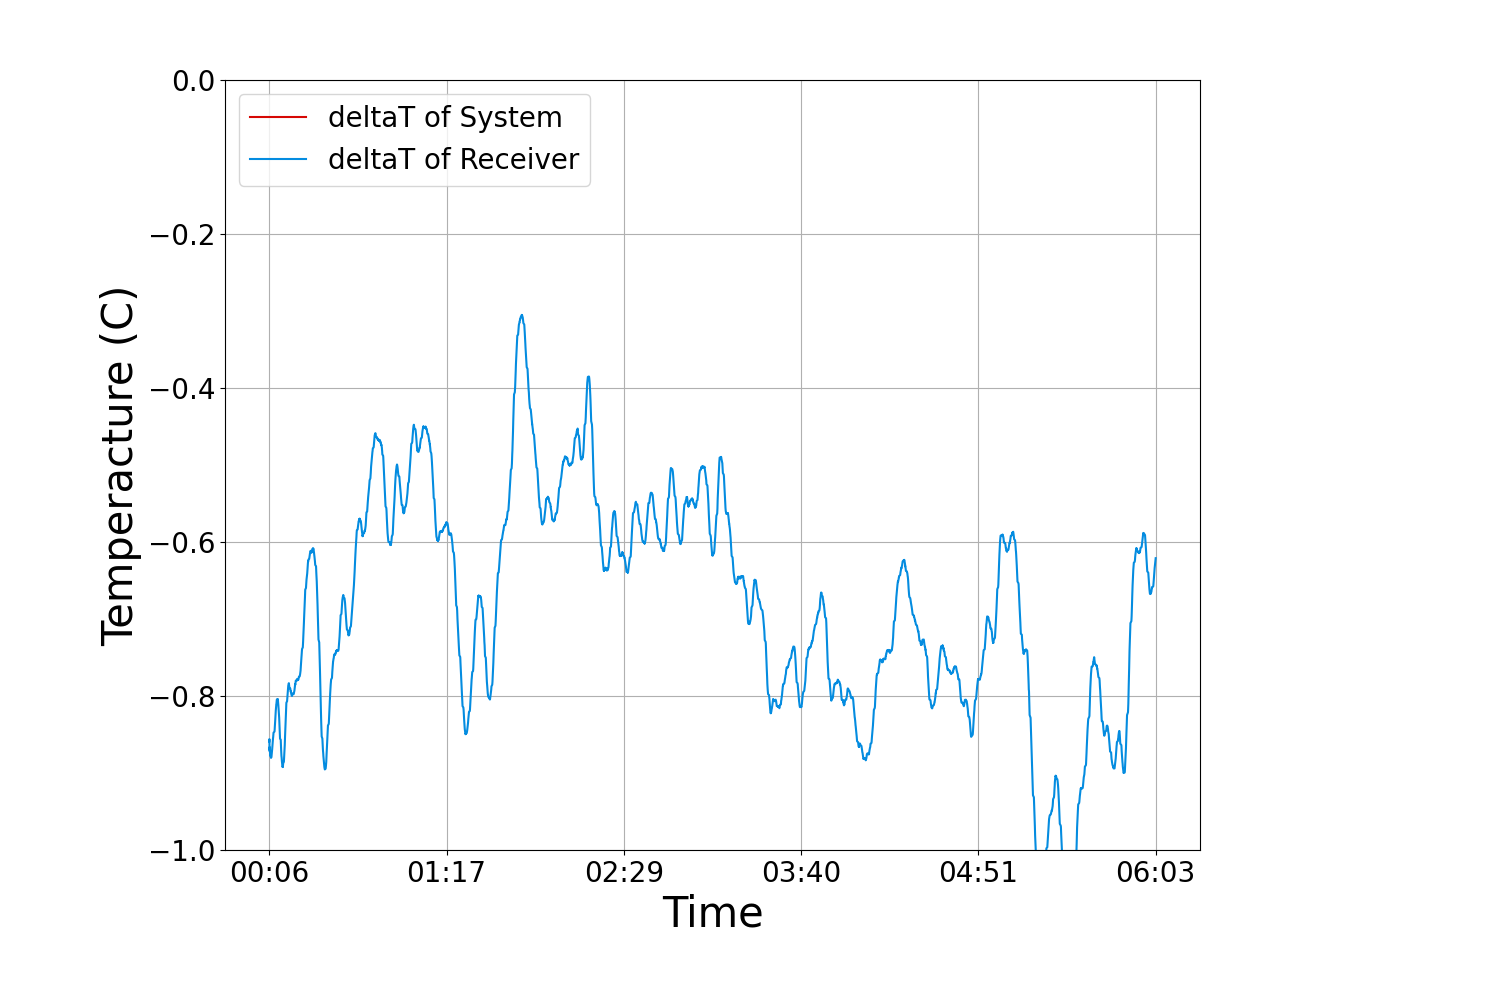 0.0
deltaT of System
deltaT of Receiver
−0.2
−0.4
−0.6
−0.8
−1.0
Temperacture (C)
00:06 01:17 02:29 03:40 04:51 06:03
Time